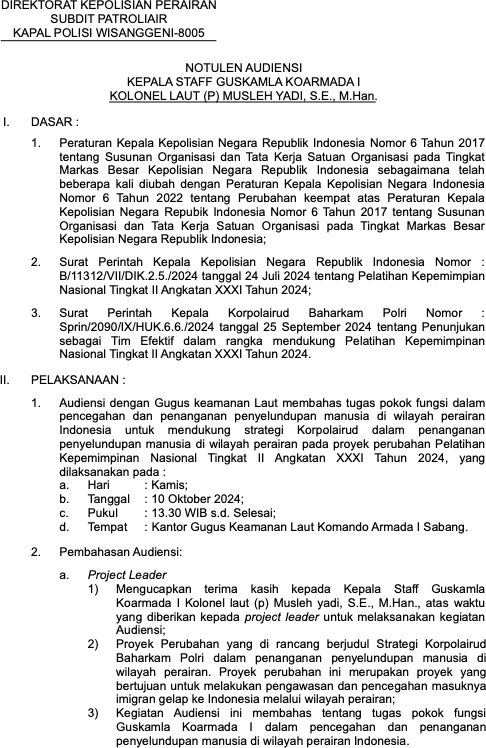 DIREKTORAT KEPOLISIAN PERAIRAN
SUBDIT PATROLIAIR
KAPAL POLISI WISANGGENI-8005
NOTULEN AUDIENSI
KEPALA STAFF GUSKAMLA KOARMADA I
KOLONEL LAUT (P) MUSLEH YADI, S.E., M.Han.
I. DASAR :
1. Peraturan Kepala Kepolisian Negara Republik Indonesia Nomor 6 Tahun 2017
tentang Susunan Organisasi dan Tata Kerja Satuan Organisasi pada Tingkat
Markas Besar Kepolisian Negara Republik Indonesia sebagaimana telah
beberapa kali diubah dengan Peraturan Kepala Kepolisian Negara Indonesia
Nomor 6 Tahun 2022 tentang Perubahan keempat atas Peraturan Kepala
Kepolisian Negara Repubik Indonesia Nomor 6 Tahun 2017 tentang Susunan
Organisasi dan Tata Kerja Satuan Organisasi pada Tingkat Markas Besar
Kepolisian Negara Republik Indonesia;
2. Surat Perintah Kepala Kepolisian Negara Republik Indonesia Nomor :
B/11312/VII/DIK.2.5./2024 tanggal 24 Juli 2024 tentang Pelatihan Kepemimpian
Nasional Tingkat II Angkatan XXXI Tahun 2024;
3. Surat Perintah Kepala Korpolairud Baharkam Polri Nomor :
Sprin/2090/IX/HUK.6.6./2024 tanggal 25 September 2024 tentang Penunjukan
sebagai Tim Efektif dalam rangka mendukung Pelatihan Kepemimpinan
Nasional Tingkat II Angkatan XXXI Tahun 2024.
II. PELAKSANAAN :
1. Audiensi dengan Gugus keamanan Laut membahas tugas pokok fungsi dalam
pencegahan dan penanganan penyelundupan manusia di wilayah perairan
Indonesia untuk mendukung strategi Korpolairud dalam penanganan
penyelundupan manusia di wilayah perairan pada proyek perubahan Pelatihan
Kepemimpinan Nasional Tingkat II Angkatan XXXI Tahun 2024, yang
dilaksanakan pada :
a. Hari : Kamis;
b. Tanggal : 10 Oktober 2024;
c. Pukul : 13.30 WIB s.d. Selesai;
d. Tempat : Kantor Gugus Keamanan Laut Komando Armada I Sabang.
2. Pembahasan Audiensi:
a. Project Leader
1) Mengucapkan terima kasih kepada Kepala Staff Guskamla
Koarmada I Kolonel laut (p) Musleh yadi, S.E., M.Han., atas waktu
yang diberikan kepada project leader untuk melaksanakan kegiatan
Audiensi;
2) Proyek Perubahan yang di rancang berjudul Strategi Korpolairud
Baharkam Polri dalam penanganan penyelundupan manusia di
wilayah perairan. Proyek perubahan ini merupakan proyek yang
bertujuan untuk melakukan pengawasan dan pencegahan masuknya
imigran gelap ke Indonesia melalui wilayah perairan;
3) Kegiatan Audiensi ini membahas tentang tugas pokok fungsi
Guskamla Koarmada I dalam pencegahan dan penanganan
penyelundupan manusia di wilayah perairan Indonesia.